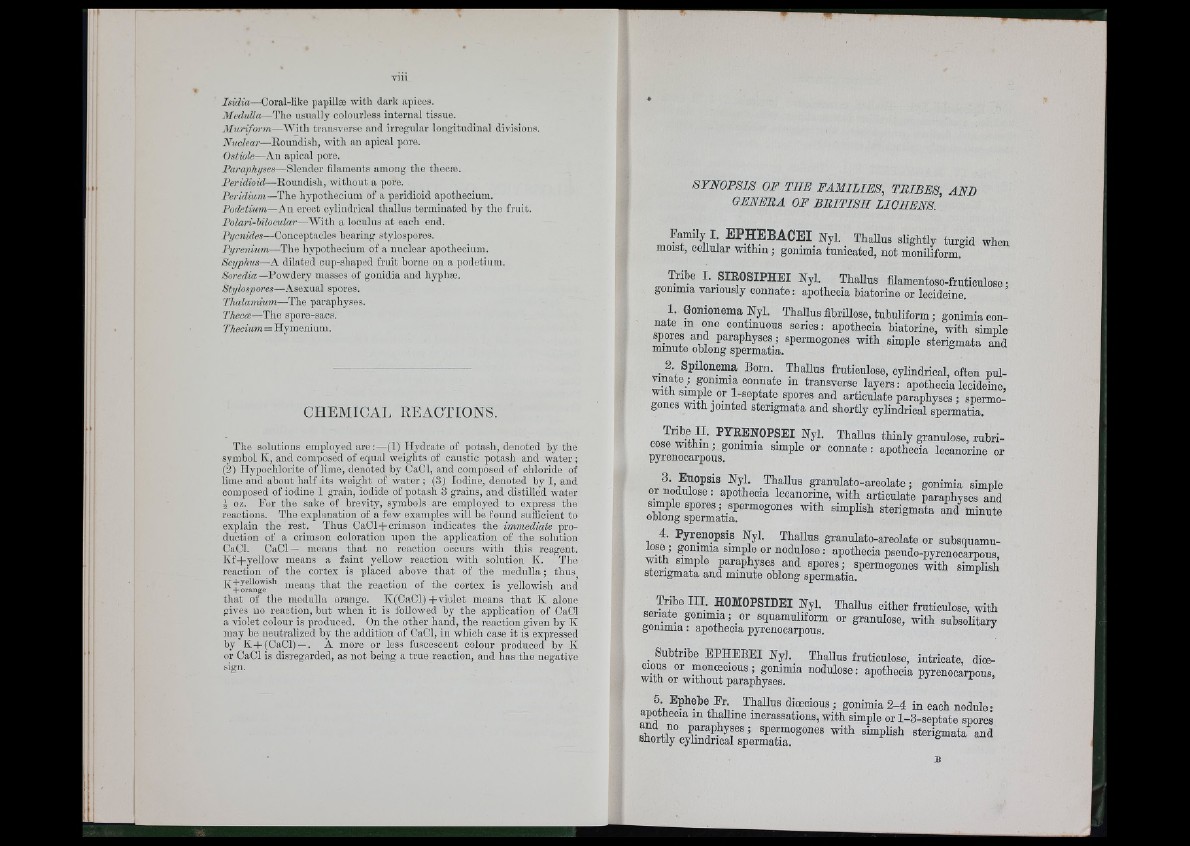 viii
Isidia—Coral-like papillæ with dark apices.
Medulla—The usually colourless internal tissue.
Muriform—With transverse and irregular longitudinal divisions.
Nuclear—Roundish, with an apical pore.
Ostiole—An apical pore.
Paraphyses—Slender filaments among the thecæ.
Peridioid—Roundish, without a pore.
Peridium—The hypothecium of a peridioid apothecium.
Podetium—An erect cylindrical thallus terminated by the fruit.
Polari-bilocular—With a loculus at each end.
Pycnides—Conceptacles bearing stylospores.
Pyrenium—The hypothecium of a nuclear apothecium.
Scyphus—A dilated cup-shaped fruit borne on a podetium.
Soredia—Powdery masses of gonidia and hyphæ.
Stylospores—Asexual spores.
Thalamium—The paraphyses.
Thecæ—The spore-sacs.
Thecium=Hymenium.
CHEMICAL REACTIONS.
The solutions employed are:—(1) Hydrate of potash, denoted by the
symbol K, and composed of equal weights of caustic potash and water;
(2) Hypochlorite of lime, denoted by CaCl, and composed of chloride of
lime and about half its weight of water; (3) Iodine, denoted by I, and
composed of iodine 1 grain, iodide of potash 3 grains, and distilled water
½ oz. For the sake of brevity, symbols are employed to express the
reactions. The explanation of a few examples will be found sufficient to
explain the rest. Thus CaCl+crimson indicates the immediate pro-
duction of a crimson coloration upon the application of the solution
CaCl. CaCl— means that no reaction occurs with this reagent.
Kf+yellow means a faint yellow reaction with solution K. The
reaction of the cortex is placed above that of the medulla; thus
K+yellowish +orange means that the reaction of the cortex is yellowish and
that of the medulla orange. K(CaCl)+violet means that K alone
gives no reaction, but when it is followed by the application of CaCl
a violet colour is produced. On the other hand, the reaction given by K
may be neutralized by the addition of CaCl, in which case it is expressed
by K+(CaCl)—. A more or less fuscescent colour produced by K
or CaCl is disregarded, as not being a true reaction, and has the negative
sign.
SYNOPSIS OF THE FAMILIES, TRIBES, AND
GENERA OF BRITISH LICHENS.
Family I. EPHEBACEI Nyl. Thallus slightly turgid when
moist, cellular within; gonimia tunicated, not moniliform.
Tribe I. SIROSIPHEI Nyl. Thallus filamentoso-fruticulose;
gonimia variously connate: apothecia biatorine or lecideine.
1. Gonionema Nyl. Thallus fibrillose, tubuliform; gonimia con-
nate in one continuous series: apothecia biatorine, with simple
spores and paraphyses; spermogones with simple sterigmata and
minute oblong spermatia.
2. Spilonema Born. Thallus fruticulose, cylindrical, often pul-
vinate; gonimia connate in transverse layers: apothecia lecideine,
with simple or 1-septate spores and articulate paraphyses; spermo-
gones with jointed sterigmata and shortly cylindrical spermatia.
Tribe II. PYRENOPSEI Nyl. Thallus thinly granulose, rubri-
cose within; gonimia simple or connate: apothecia lecanorine or
pyrenocarpous.
3. Euopsis Nyl. Thallus granulato-areolate; gonimia simple
or nodulose: apothecia lecanorine, with articulate paraphyses and
simple spores; spermogones with simplish sterigmata and minute
oblong spermatia.
4. Pyrenopsis Nyl. Thallus granulato-areolate or subsquamu-
lose; gonimia simple or nodulose: apothecia pseudo-pyrenocarpous,
with simple paraphyses and spores; spermogones with simplish
sterigmata and minute oblong spermatia.
Tribe III. HOMOPSIDEI Nyl. Thallus either fruticulose, with
seriate gonimia; or squamuliform or granulose, with subsolitary
gonimia: apothecia pyrenocarpous.
Subtribe EPHEBEI Nyl. Thallus fruticulose, intricate, diœ-
cious or monœcious; gonimia nodulose: apothecia pyrenocarpous,
with or without paraphyses.
5. Ephebe Fr. Thallus diœcious; gonimia 2–4 in each nodule:
apothecia in thalline incrassations, with simple or 1–3-septate spores
and no paraphyses; spermogones with simplish sterigmata and
shortly cylindrical spermatia.
B